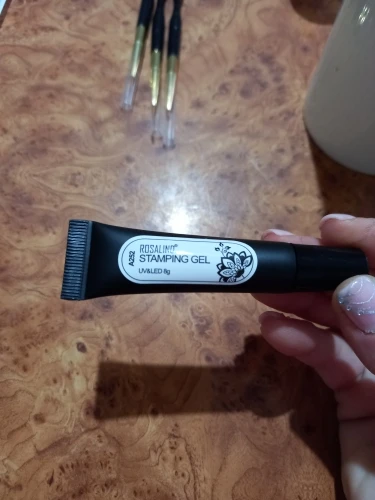 A252
ROSALIND®
STAMPING GEL
UV&LED 8g